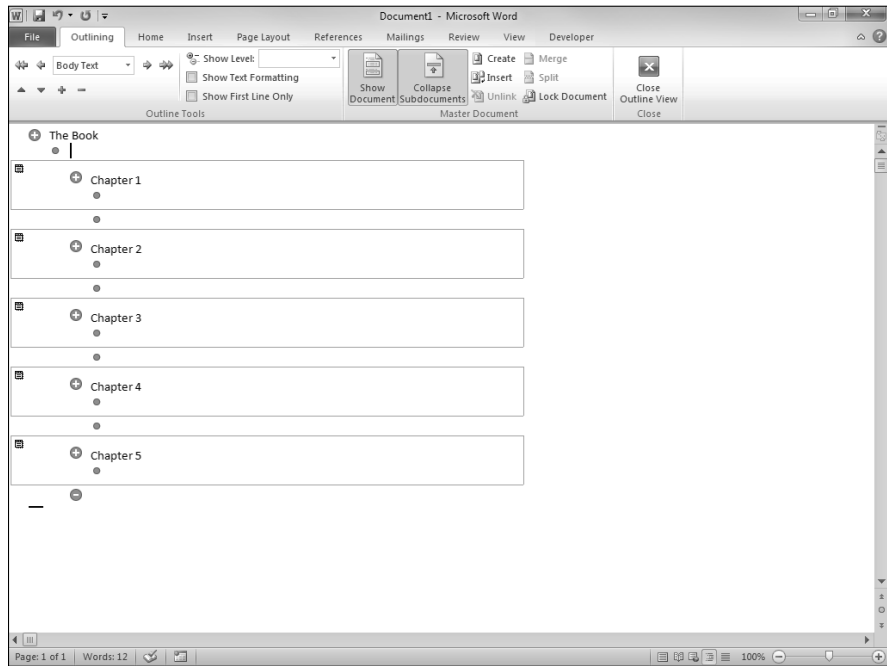 Document1 - Microsoft Word
File Outlining Home Insert Page Layout References Mailings Review View Developer
Body Text
Show Level:
Show Text Formatting
Show First Line Only
Outline Tools
Show Document
Collapse Subdocuments
Create
Insert
Unlink
Merge
Split
Lock Document
Master Document
Close Outline View
Close
The Book
Chapter 1
Chapter 2
Chapter 3
Chapter 4
Chapter 5
Page: 1 of 1 Words: 12 100%